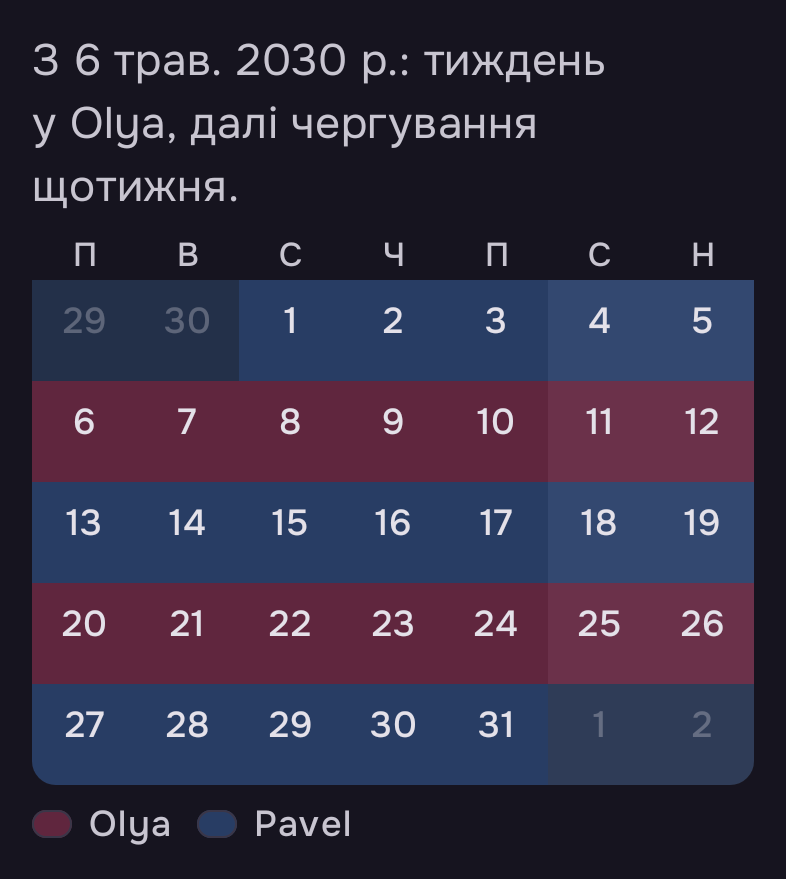 З 6 трав. 2030 р.: тиждень
у Olya, далі чергування
щотижня.
П В С Ч П С Н
29 30 1 2 3 4 5
6 7 8 9 10 11 12
13 14 15 16 17 18 19
20 21 22 23 24 25 26
27 28 29 30 31 1 2
Olya Pavel